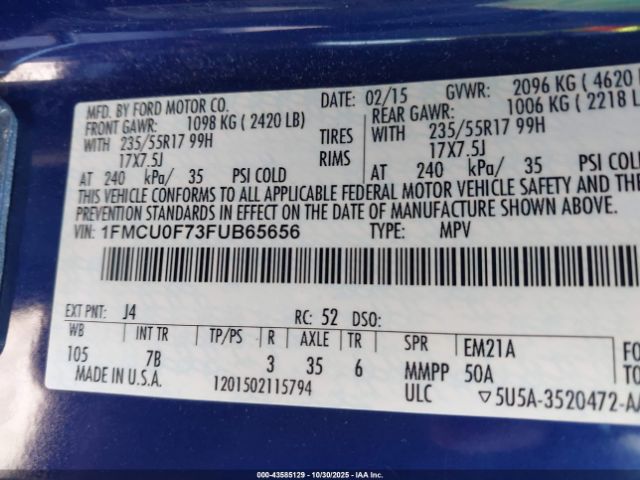 MFD. BY FORD MOTOR CO. 02/15 GVWR: 2096 KG ( 4620 L
FRONT GAWR: 1098 KG ( 2420 LB) REAR GAWR: 1006 KG ( 2218 L
WITH 235/55R17 99H TIRES WITH 235/55R17 99H
17X7.5J RIMS 17X7.5J
AT 240 kPa/ 35 PSI COLD AT 240 kPa/ 35 PSI COLD
THIS VEHICLE CONFORMS TO ALL APPLICABLE FEDERAL MOTOR VEHICLE SAFETY AND THE
PREVENTION STANDARDS IN EFFECT ON THE DATE OF MANUFACTURE SHOWN ABOVE.
VIN: 1FMCU0F73FUB65656 TYPE: MPV
EXT PNT: J4 RC: 52 DSO:
WB INT TR TP/PS R AXLE TR SPR EM21A FO
105 7B 3 35 6 MMPP 50A TO
MADE IN U.S.A. 1201502115794 ULC ▽5U5A-3520472-AA
000-43585129 10/30/2025 IAA Inc.